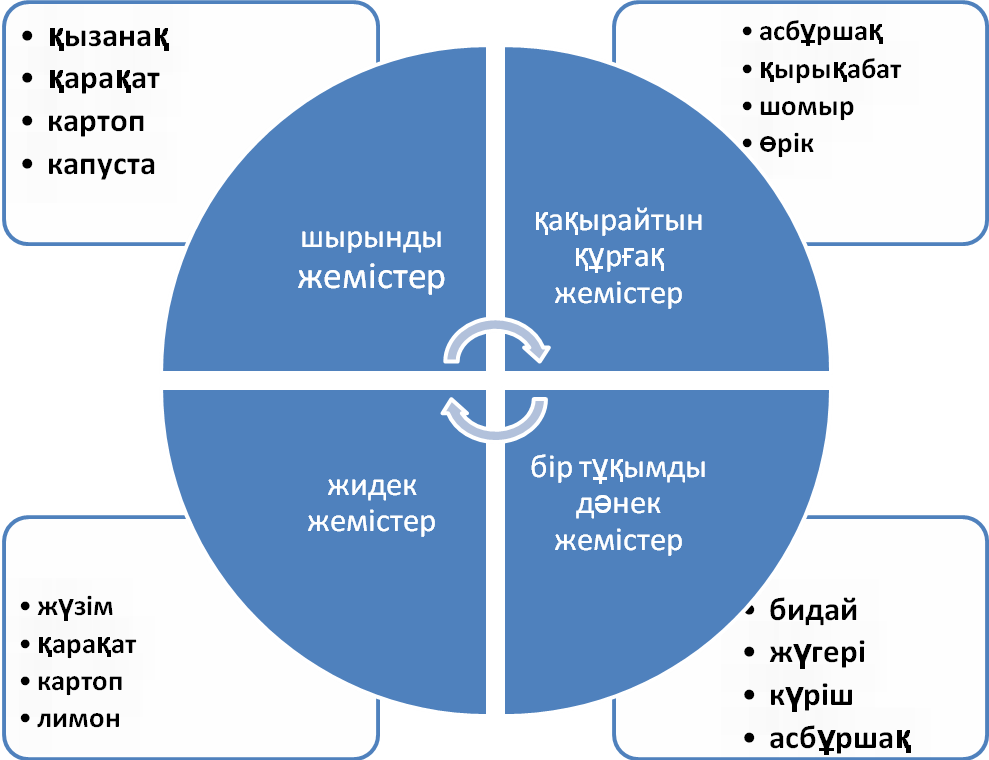 қызанақ
қарақат
картоп
капуста
асбұршақ
қырықабат
шомыр
өрік
шырынды
жемістер
қақырайтын
құрғақ
жемістер
жидек
жемістер
бір тұқымды
дәнек
жемістер
жүзім
қарақат
картоп
лимон
бидай
жүгері
күріш
асбұршақ